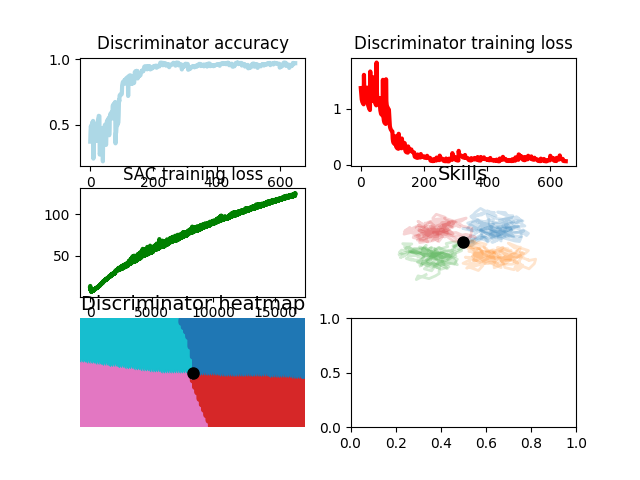 Discriminator accuracy
1.0
0.5
0 200 400 600
Discriminator training loss
1
0
0 200 400 600
SAC training loss
100
50
0 5000 10000 15000
Skills
Discriminator heatmap
1.0
0.5
0.0
0.0 0.2 0.4 0.6 0.8 1.0